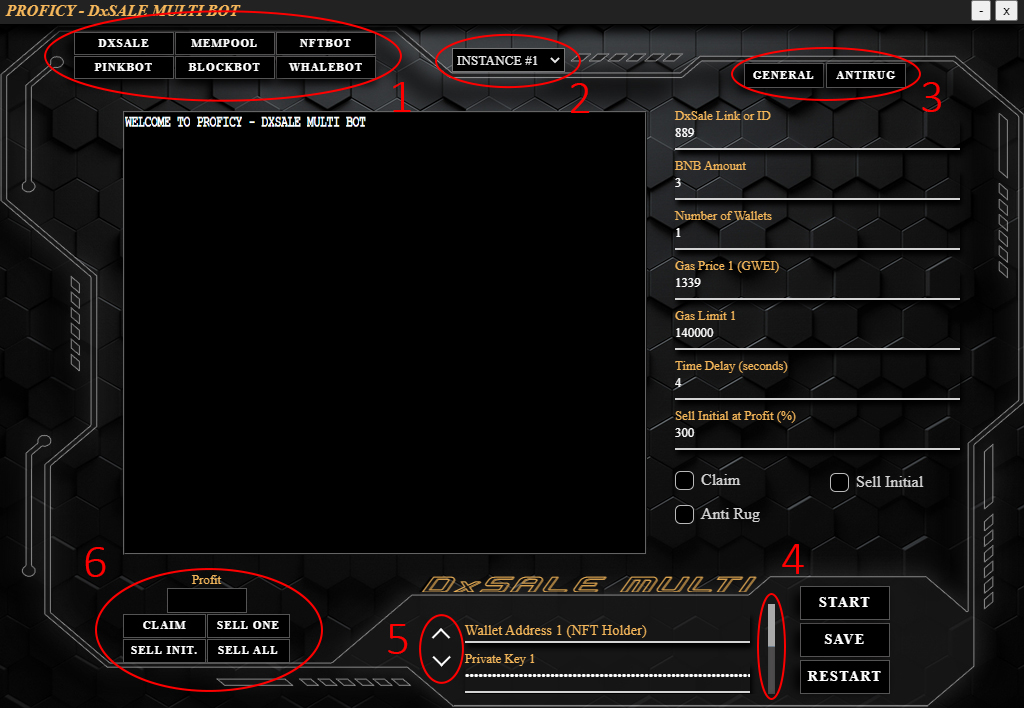 PROFICY - DxSALE MULTI BOT
- x
DXSALE MEMPOOL NFTBOT
PINKBOT BLOCKBOT WHALEBOT
1
INSTANCE #1
2
GENERAL ANTIRUG
3
WELCOME TO PROFICY - DXSALE MULTI BOT
DxSale Link or ID
889
BNB Amount
3
Number of Wallets
1
Gas Price 1 (GWEI)
1339
Gas Limit 1
140000
Time Delay (seconds)
4
Sell Initial at Profit (%)
300
Claim Sell Initial
Anti Rug
6
Profit
CLAIM SELL ONE
SELL INIT. SELL ALL
DxSALE MULTI
4
5
Wallet Address 1 (NFT Holder)
Private Key 1
START
SAVE
RESTART